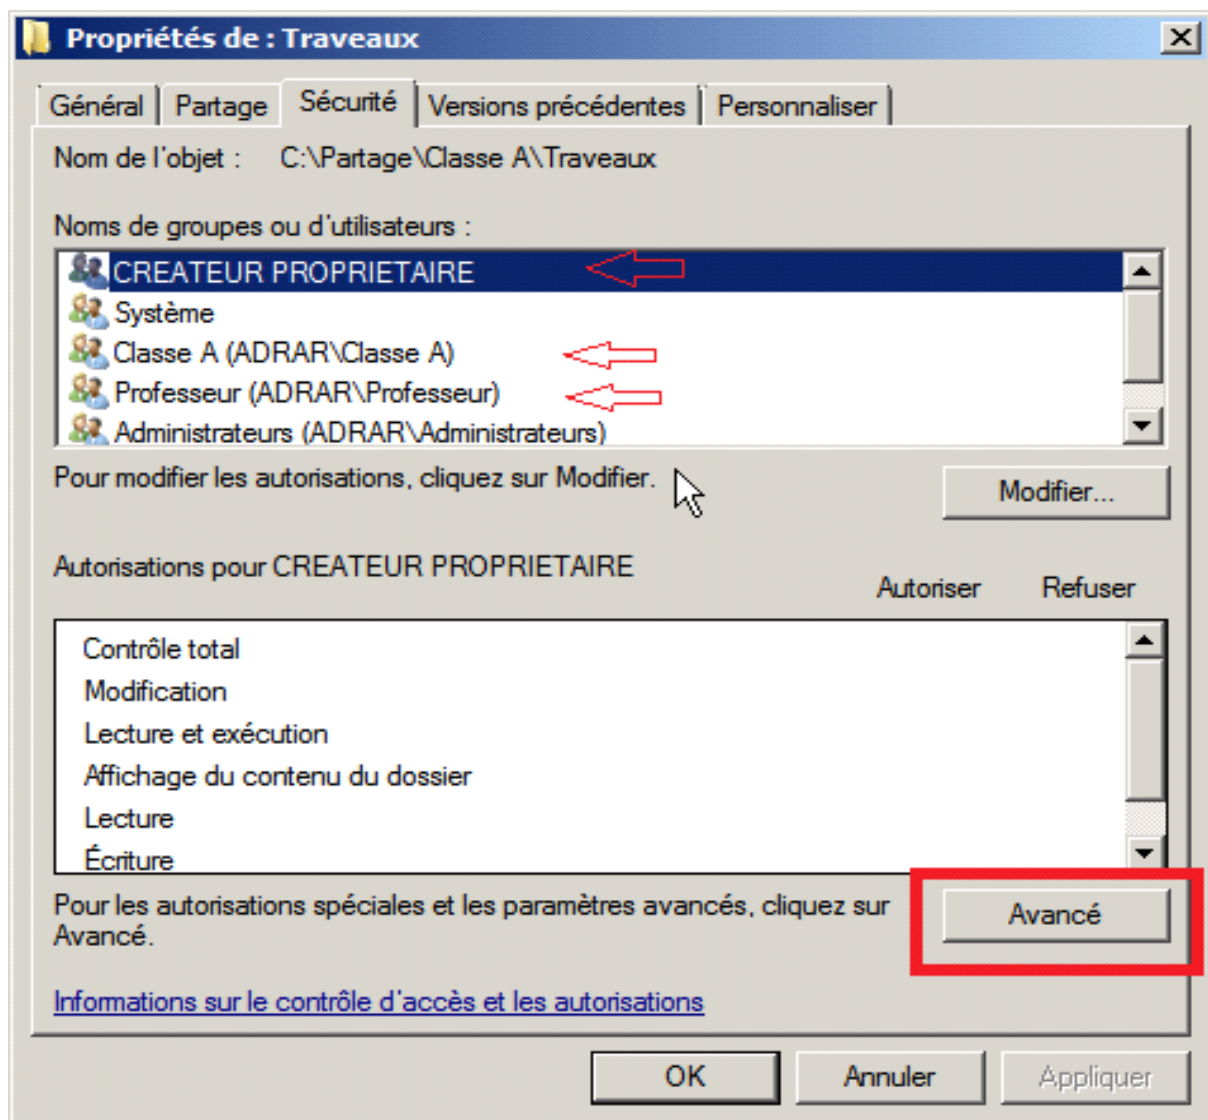 Propriétés de : Traveaux
Général Partage Sécurité Versions précédentes Personnaliser
Nom de l'objet : C:\Partage\Classe A\Traveaux
Noms de groupes ou d'utilisateurs :
CREATEUR PROPRIETAIRE
Système
Classe A (ADRAR\Classe A)
Professeur (ADRAR\Professeur)
Administrateurs (ADRAR\Administrateurs)
Pour modifier les autorisations, cliquez sur Modifier.
Modifier...
Autorisations pour CREATEUR PROPRIETAIRE
Autoriser Refuser
Contrôle total
Modification
Lecture et exécution
Affichage du contenu du dossier
Lecture
Écriture
Pour les autorisations spéciales et les paramètres avancés, cliquez sur
Avancé.
Avancé
Informations sur le contrôle d'accès et les autorisations
OK Annuler Appliquer